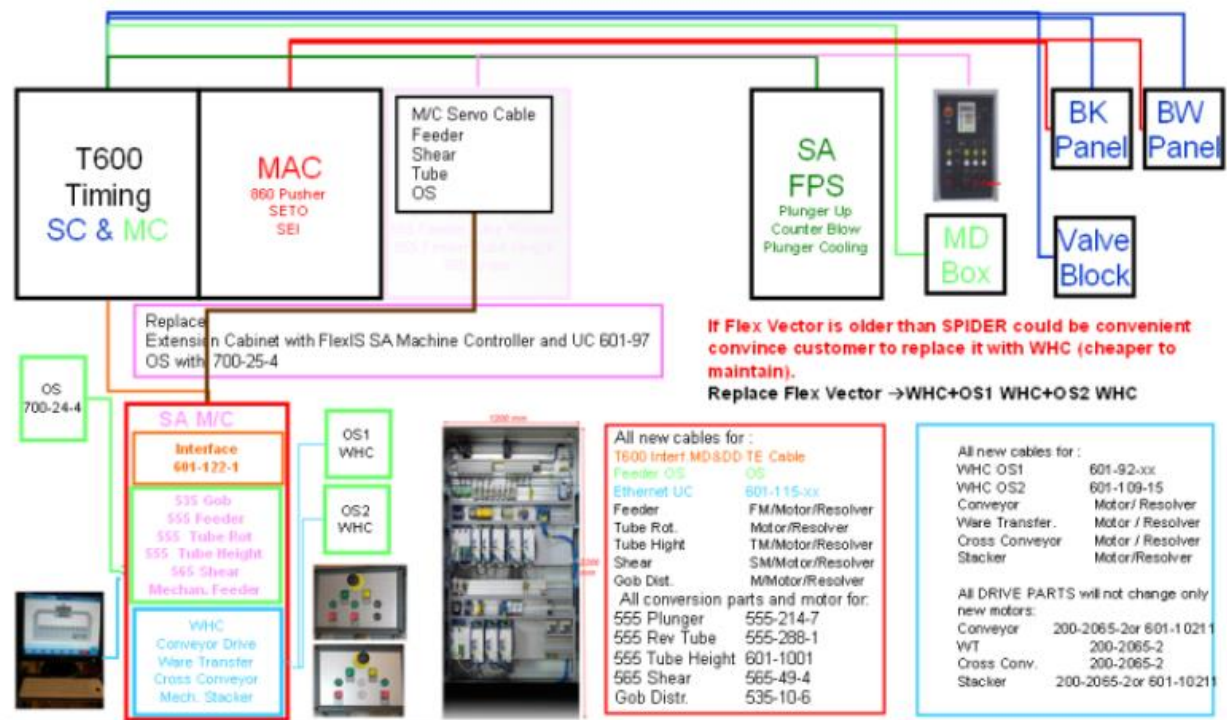 T600
Timing
SC & MC
MAC
860 Pusher
SETO
SEI
M/C Servo Cable
Feeder
Shear
Tube
OS
SA
FPS
Plunger Up
Counter Blow
Plunger Cooling
MD
Box
BK
Panel
BW
Panel
Valve
Block
Replace
Extension Cabinet with FlexIS SA Machine Controller and UC 601-97
OS with 700-25-4
If Flex Vector is older than SPIDER could be convenient
convince customer to replace it with WHC (cheaper to
maintain).
Replace Flex Vector →WHC+OS1 WHC+OS2 WHC
OS
700-24-4
SA M/C
Interface
601-122-1
535 Gob
555 Feeder
555 Tube Rot
555 Tube Height
565 Shear
Mechan. Feeder
WHC
Conveyor Drive
Ware Transfer
Cross Conveyor
Mech. Stacker
OS1
WHC
OS2
WHC
1200 mm
All new cables for :
T600 Interf MD&DD TE Cable
Feeder OS OS
Ethernet UC 601-115-xx
Feeder FM/Motor/Resolver
Tube Rot. Motor/Resolver
Tube Hight TM/Motor/Resolver
Shear SM/Motor/Resolver
Gob Dist. M/Motor/Resolver
All conversion parts and motor for:
555 Plunger 555-214-7
555 Rev Tube 555-288-1
555 Tube Height 601-1001
565 Shear 565-49-4
Gob Distr. 535-10-6
All new cables for :
WHC OS1 601-92-xx
WHC OS2 601-109-15
Conveyor Motor/ Resolver
Ware Transfer. Motor / Resolver
Cross Conveyor Motor / Resolver
Stacker Motor/Resolver
All DRIVE PARTS will not change only
new motors:
Conveyor 200-2065-2or 601-10211
WT 200-2065-2
Cross Conv. 200-2065-2
Stacker 200-2065-2or 601-10211